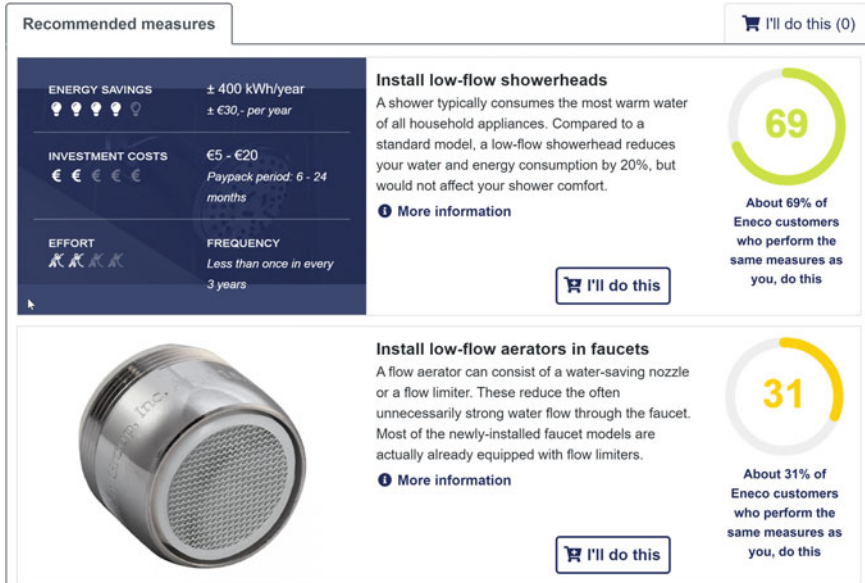 Recommended measures
I'll do this (0)
ENERGY SAVINGS
± 400 kWh/year
± €30,- per year
INVESTMENT COSTS
€ € € € €
€5 - €20
Paypack period: 6 - 24
months
EFFORT
FREQUENCY
Less than once in every
3 years
Install low-flow showerheads
A shower typically consumes the most warm water
of all household appliances. Compared to a
standard model, a low-flow showerhead reduces
your water and energy consumption by 20%, but
would not affect your shower comfort.
More information
I'll do this
69
About 69% of
Eneco customers
who perform the
same measures as
you, do this
Inc.
Install low-flow aerators in faucets
A flow aerator can consist of a water-saving nozzle
or a flow limiter. These reduce the often
unnecessarily strong water flow through the faucet.
Most of the newly-installed faucet models are
actually already equipped with flow limiters.
More information
I'll do this
31
About 31% of
Eneco customers
who perform the
same measures as
you, do this